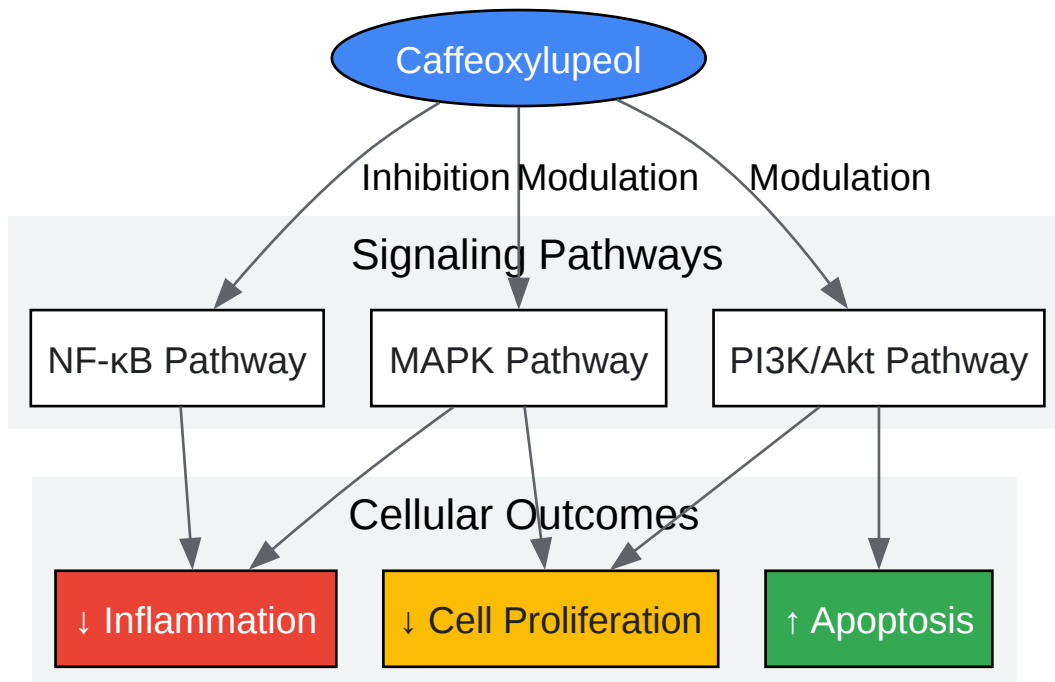 Caffeoxylupeol
Inhibition
Modulation
Modulation
Signaling Pathways
NF-κB Pathway
MAPK Pathway
PI3K/Akt Pathway
Cellular Outcomes
↓ Inflammation
↓ Cell Proliferation
↑ Apoptosis